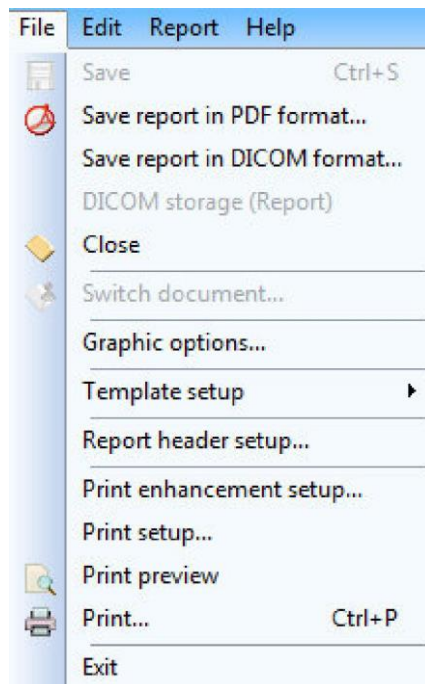 File Edit Report Help
Save Ctrl+S
Save report in PDF format...
Save report in DICOM format...
DICOM storage (Report)
Close
Switch document...
Graphic options...
Template setup
Report header setup...
Print enhancement setup...
Print setup...
Print preview
Print... Ctrl+P
Exit